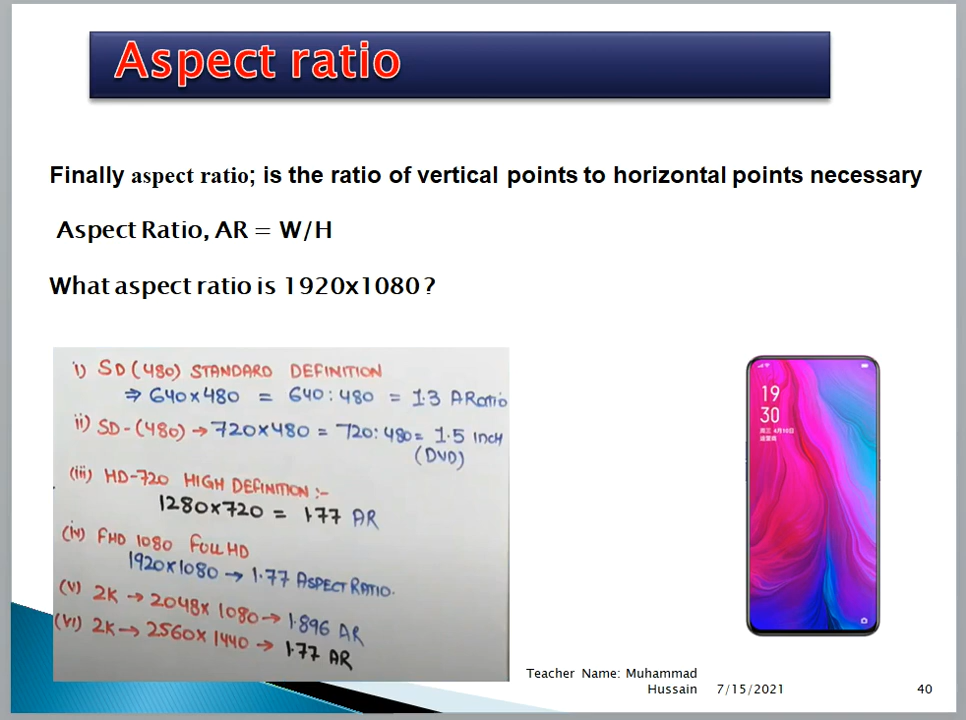 Aspect ratio
Finally aspect ratio; is the ratio of vertical points to horizontal points necessary
Aspect Ratio, AR = W/H
What aspect ratio is 1920x1080?
i) SD (480) STANDARD DEFINITION
⇒ 640x480 = 640:480 = 1.3 ARatio
ii) SD-(480) → 720x480 = 720:480 = 1.5 INCH
(DVD)
(iii) HD-720 HIGH DEFINITION :-
1280x720 = 1.77 AR
(iv) FHD 1080 FULL HD
1920x1080 → 1.77 ASPECT RATIO.
(V) 2K → 2048x 1080 → 1.896 AR
(VI) 2K → 2560x 1440 → 1.77 AR
19
30
Teacher Name: Muhammad
Hussain
7/15/2021
40